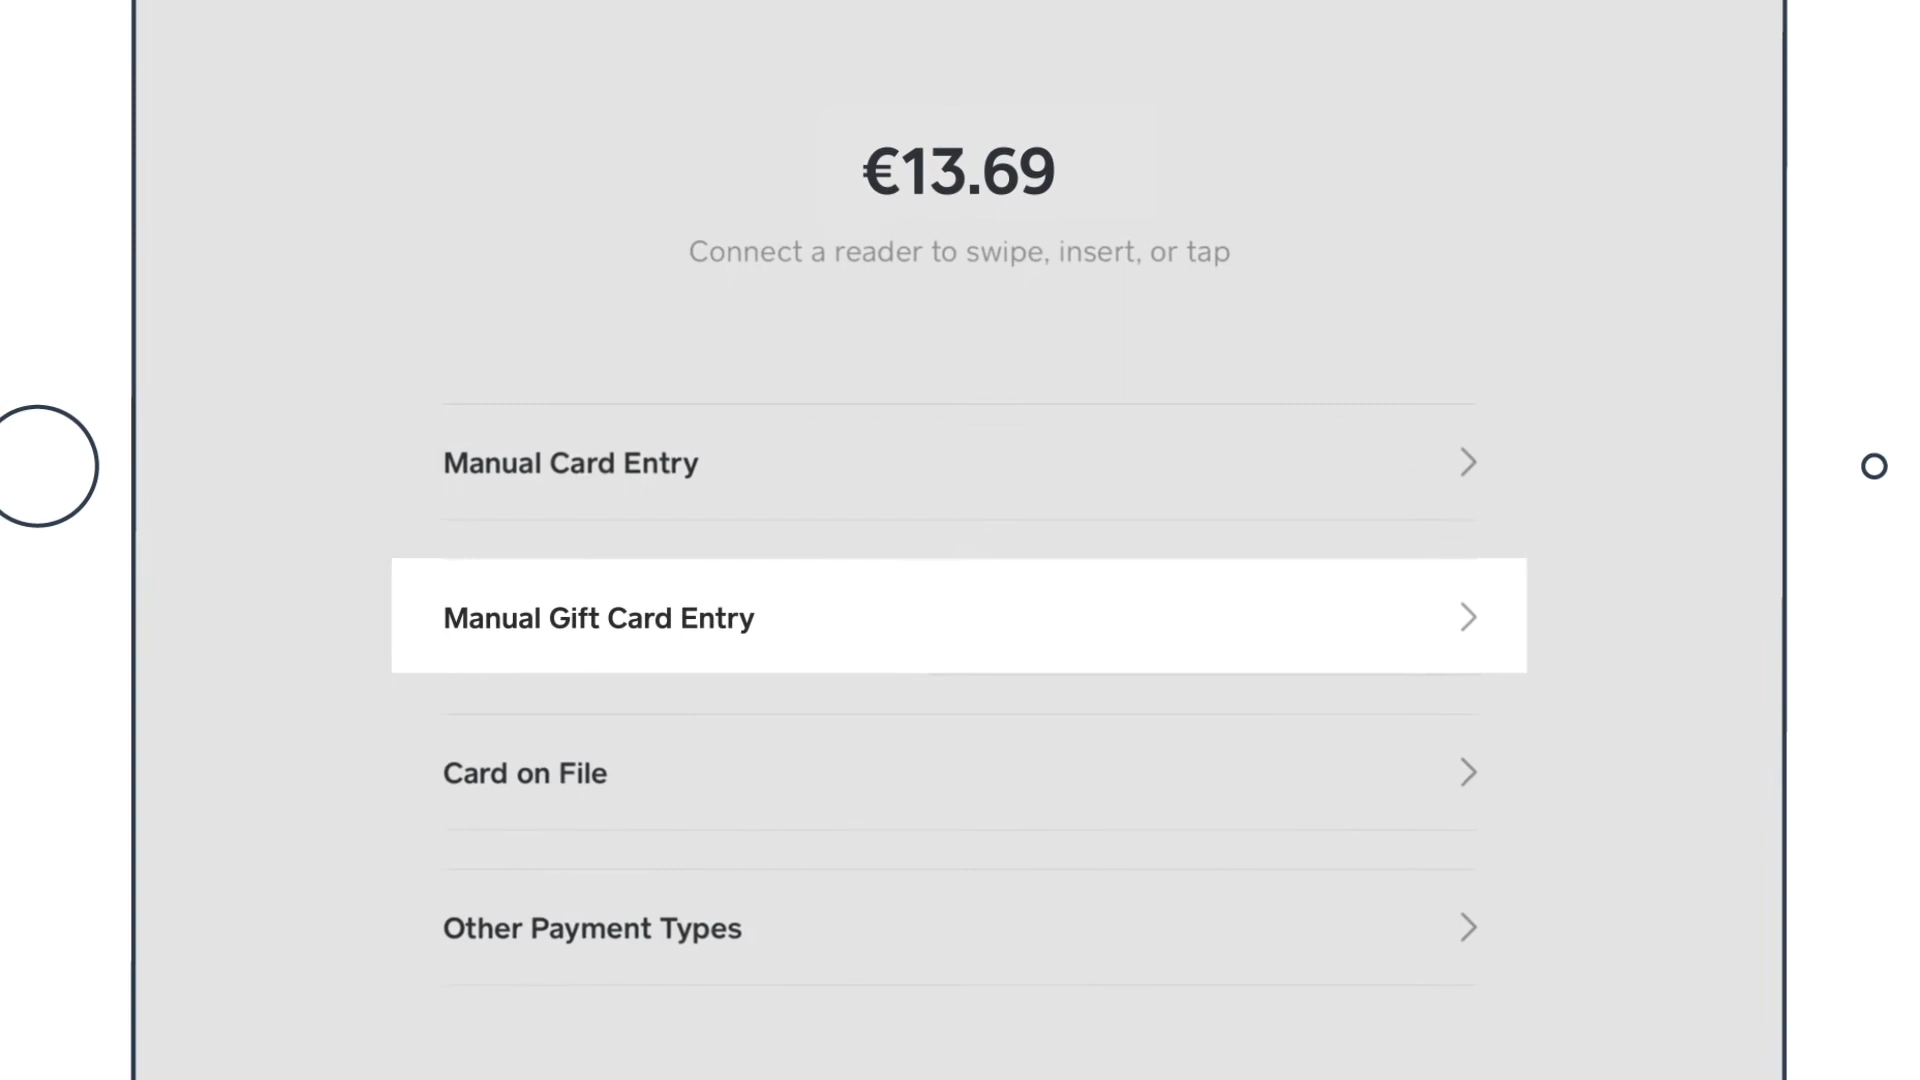 €13.69
Connect a reader to swipe, insert, or tap
Manual Card Entry
Manual Gift Card Entry
Card on File
Other Payment Types